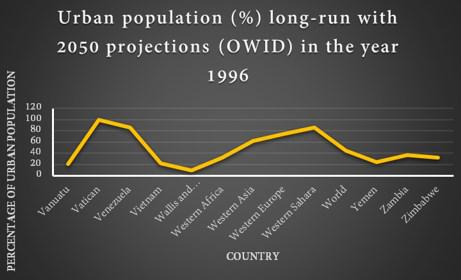 Urban population (%) long-run with
2050 projections (OWID) in the year
1996
PERCENTAGE OF URBAN POPULATION
120
100
80
60
40
20
0
Vanuatu
Vatican
Venezuela
Vietnam
Wallis and...
Western Africa
Western Asia
Western Europe
Western Sahara
World
Yemen
Zambia
Zimbabwe
COUNTRY